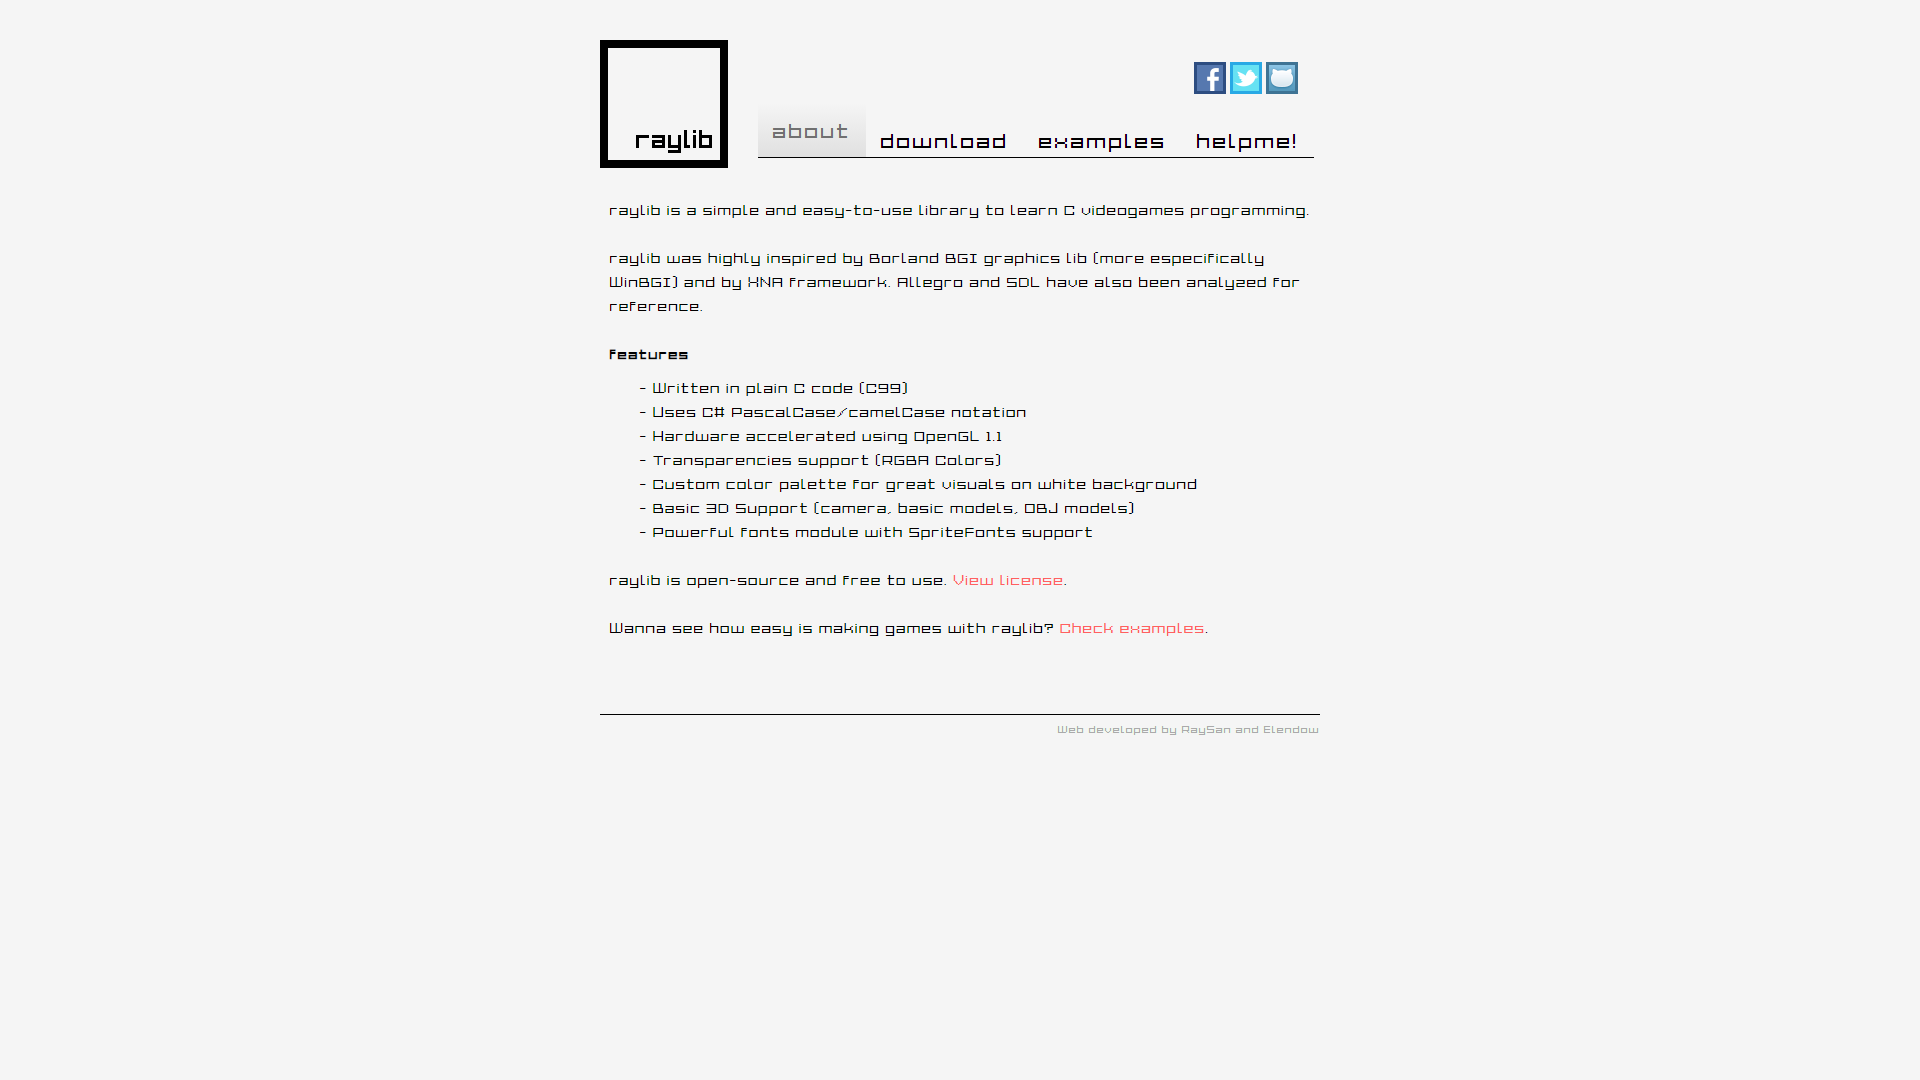 raylib
about
download
examples
helpme!
raylib is a simple and easy-to-use library to learn C videogames programming.
raylib was highly inspired by Borland BGI graphics lib (more especifically
WinBGI) and by XNA framework. Allegro and SDL have also been analyzed for
reference.
features
- Written in plain C code (C99)
- Uses C# PascalCase/camelCase notation
- Hardware accelerated using OpenGL 1.1
- Transparencies support (RGBA Colors)
- Custom color palette for great visuals on white background
- Basic 3D Support (camera, basic models, OBJ models)
- Powerful fonts module with SpriteFonts support
raylib is open-source and free to use. View license.
Wanna see how easy is making games with raylib? Check examples.
Web developed by RaySan and Elendow